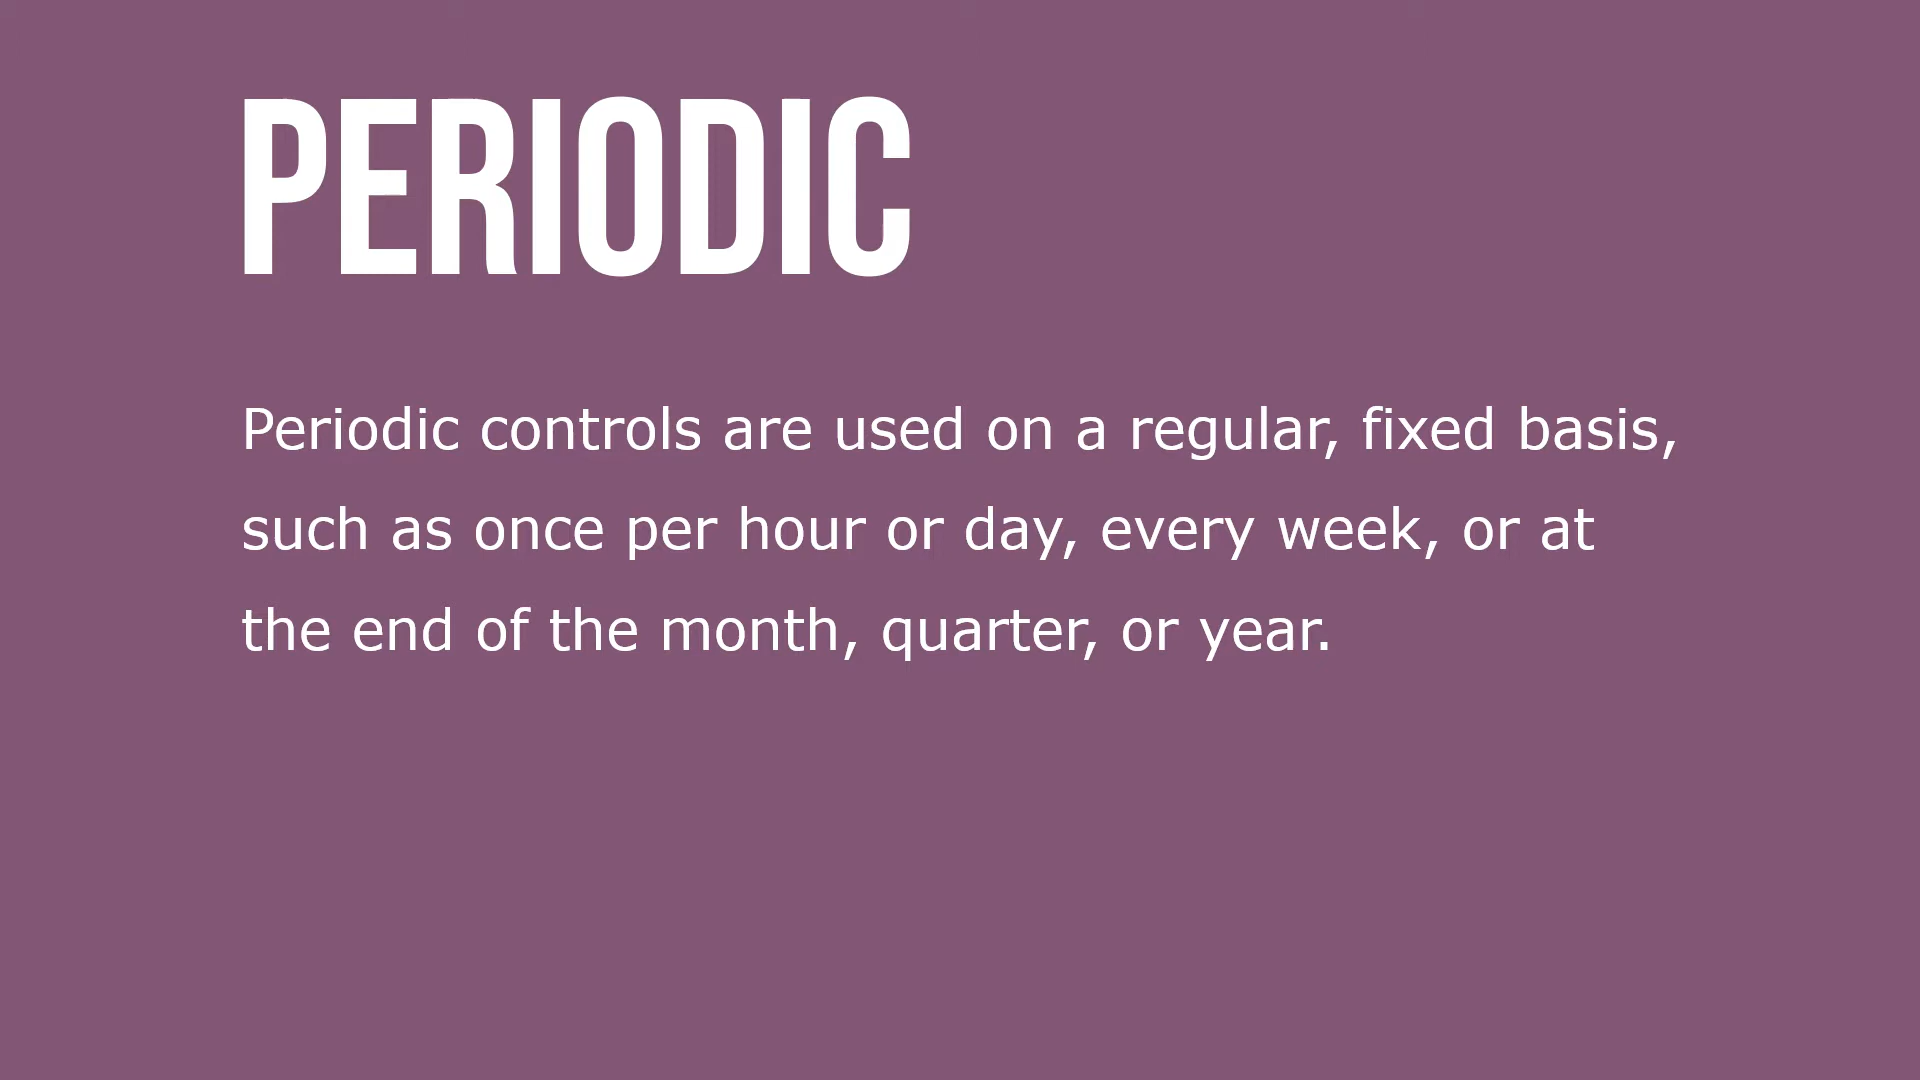 PERIODIC
Periodic controls are used on a regular, fixed basis,
such as once per hour or day, every week, or at
the end of the month, quarter, or year.